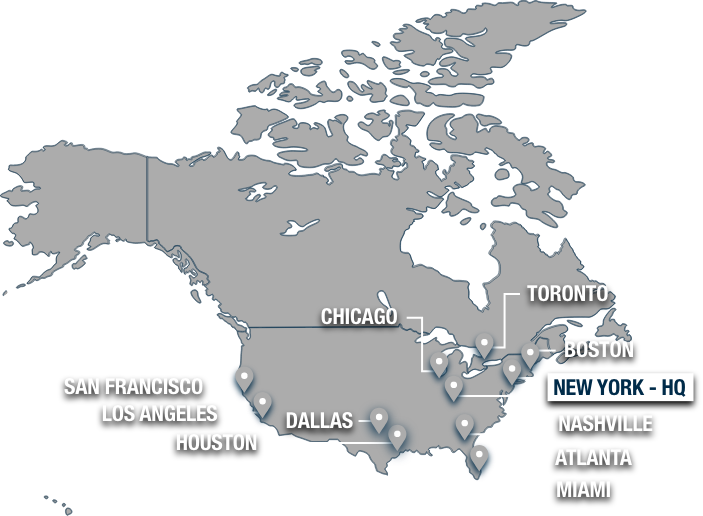 TORONTO
CHICAGO
BOSTON
NEW YORK - HQ
SAN FRANCISCO
LOS ANGELES
DALLAS
HOUSTON
NASHVILLE
ATLANTA
MIAMI